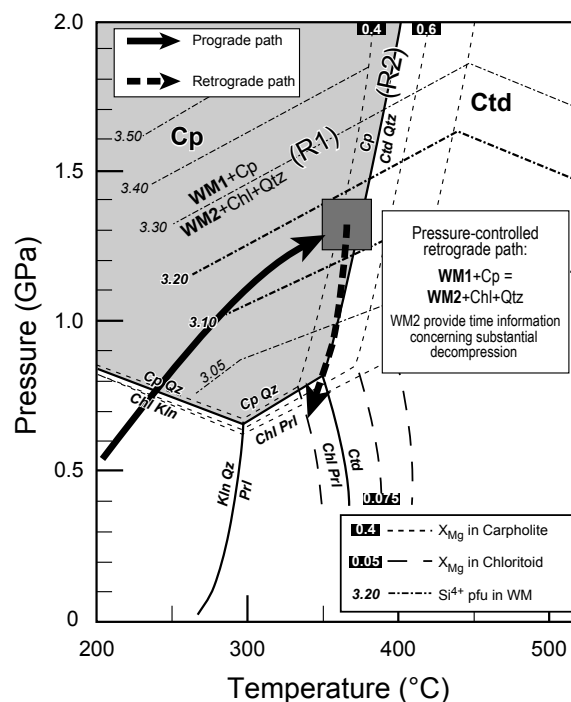 2.0
1.5
1.0
0.5
0
Pressure (GPa)
200
300
400
500
Temperature (°C)
Prograde path
Retrograde path
0.4
0.6
(R2)
Cp
Ctd
Cp
Ctd Qtz
3.50
3.40
3.30
3.20
3.10
3.05
(R1)
WM1+Cp
WM2+Chl+Qtz
Pressure-controlled
retrograde path:
WM1+Cp =
WM2+Chl+Qtz
WM2 provide time information
concerning substantial
decompression
Cp Qz
Chl Kln
Cp Qz
Chl Prl
Kln Qz
Prl
Chl Prl
Ctd
0.075
0.4 XMg in Carpholite
0.05 XMg in Chloritoid
3.20 Si4+ pfu in WM